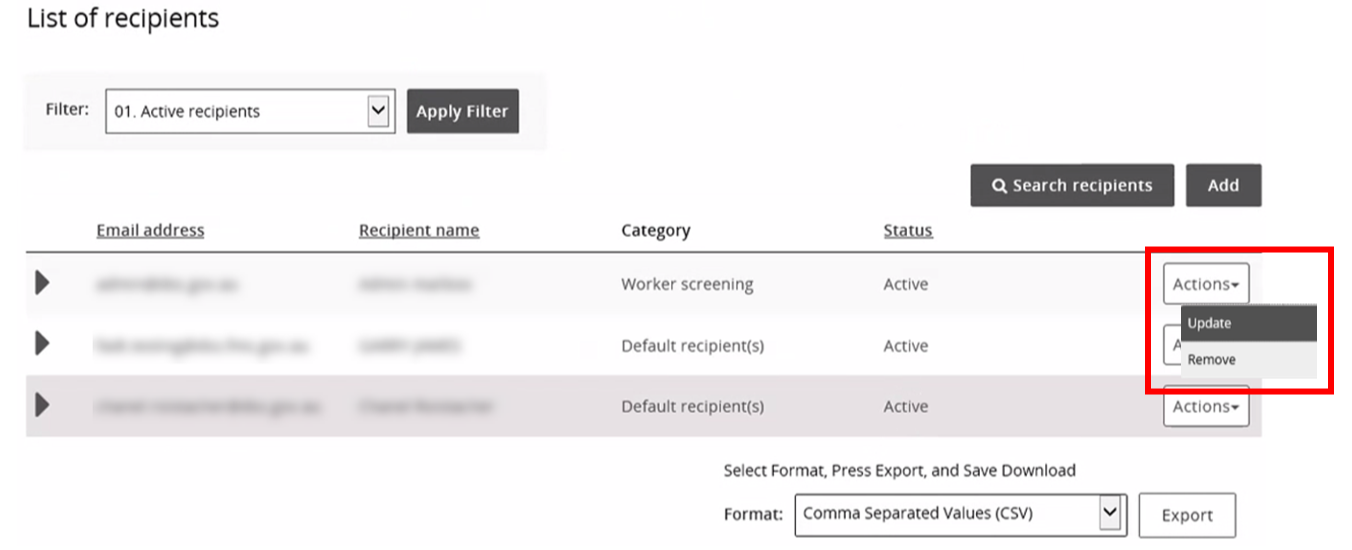 List of recipients
Filter: 01. Active recipients Apply Filter
Search recipients Add
Email address Recipient name Category Status
Worker screening Active Actions
Update
Default recipient(s) Active
Remove
Default recipient(s) Active Actions
Select Format, Press Export, and Save Download
Format: Comma Separated Values (CSV) Export